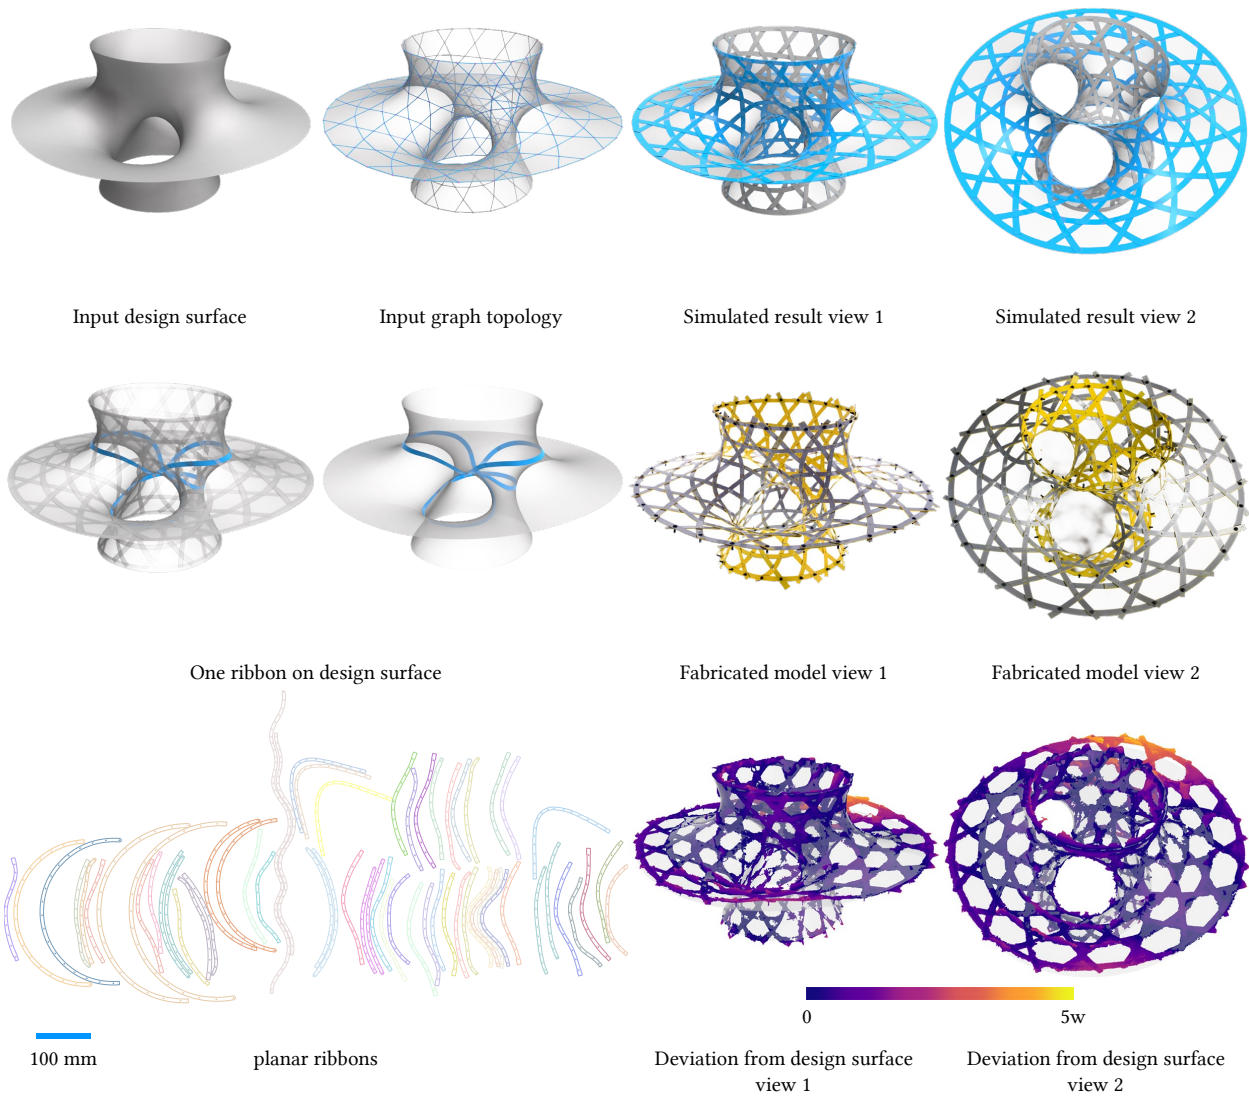 Input design surface
Input graph topology
Simulated result view 1
Simulated result view 2
One ribbon on design surface
Fabricated model view 1
Fabricated model view 2
0
5w
100 mm
planar ribbons
Deviation from design surface
view 1
Deviation from design surface
view 2